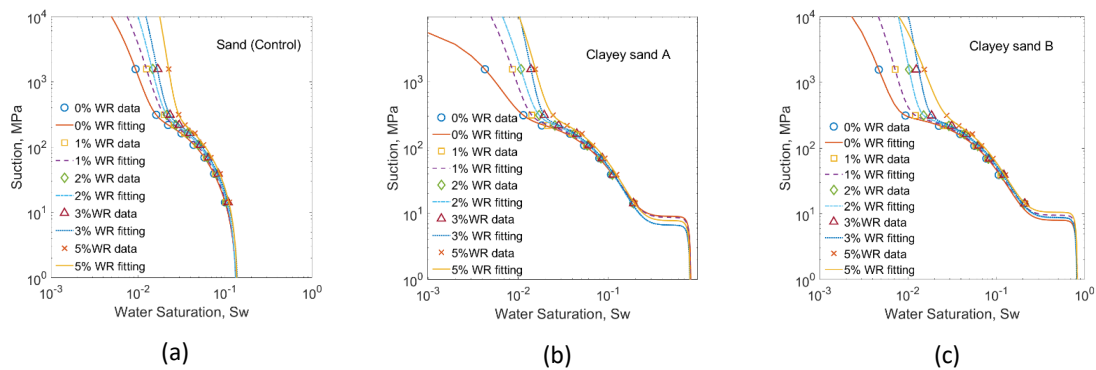 10^4
10^3
10^2
10^1
10^0
Suction, MPa
Sand (Control)
0% WR data
0% WR fitting
1% WR data
1% WR fitting
2% WR data
2% WR fitting
3%WR data
3% WR fitting
5%WR data
5% WR fitting
10^-3
10^-2
10^-1
10^0
Water Saturation, Sw
(a)
10^4
10^3
10^2
10^1
10^0
Suction, MPa
Clayey sand A
0% WR data
0% WR fitting
1% WR data
1% WR fitting
2% WR data
2% WR fitting
3%WR data
3% WR fitting
5%WR data
5% WR fitting
10^-3
10^-2
10^-1
Water Saturation, Sw
(b)
10^4
10^3
10^2
10^1
10^0
Suction, MPa
Clayey sand B
0% WR data
0% WR fitting
1% WR data
1% WR fitting
2% WR data
2% WR fitting
3%WR data
3% WR fitting
5%WR data
5% WR fitting
10^-3
10^-2
10^-1
10^0
Water Saturation, Sw
(c)